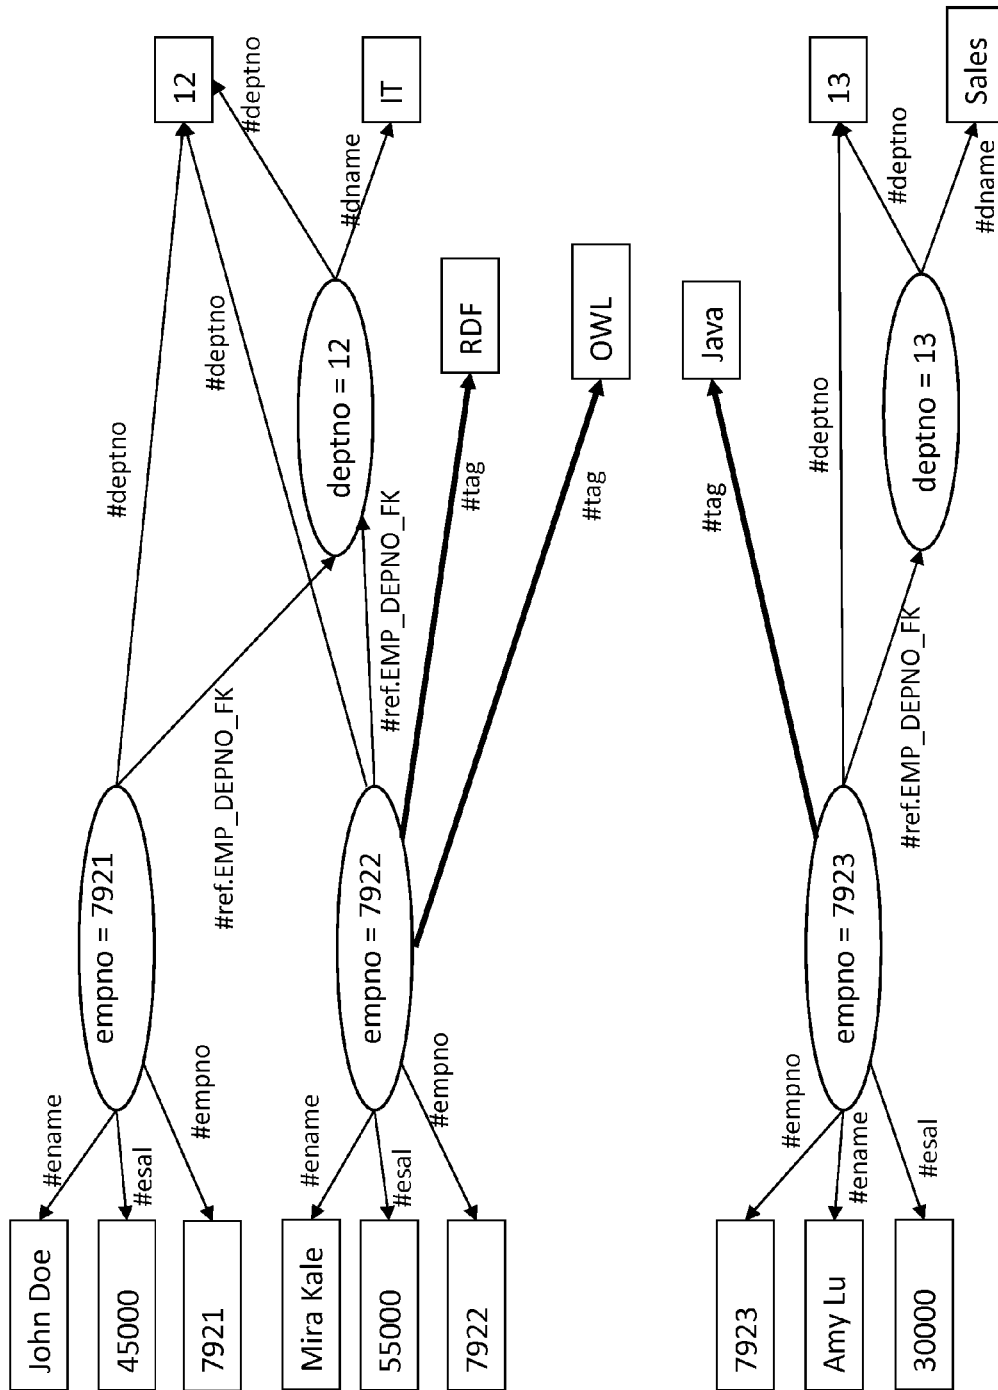 John Doe
#ename
45000
#esal
7921
#empno
empno = 7921
#deptno
#ref.EMP_DEPNO_FK
12
#deptno
#deptno
IT
#dname
deptno = 12
Mira Kale
#ename
55000
#esal
7922
#empno
empno = 7922
#ref.EMP_DEPNO_FK
#tag
RDF
#tag
OWL
7923
#empno
Amy Lu
#ename
30000
#esal
empno = 7923
#tag
Java
#deptno
#ref.EMP_DEPNO_FK
13
#deptno
deptno = 13
#dname
Sales